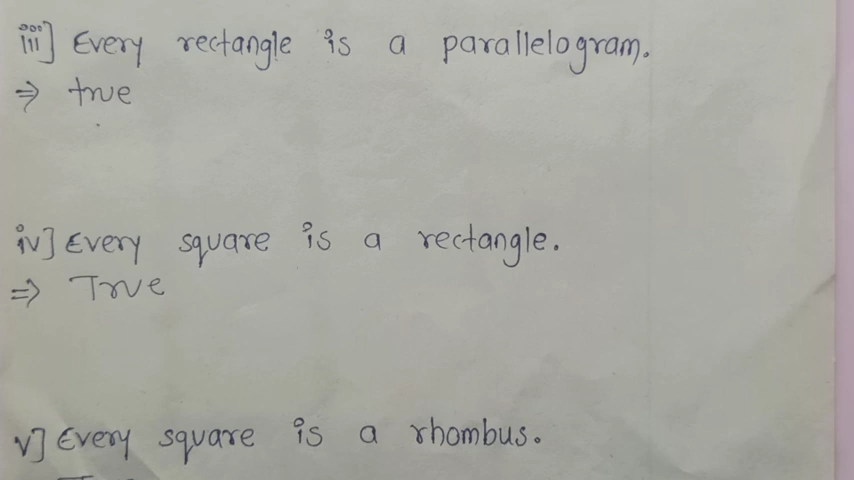 iii] Every rectangle is a parallelogram.
⇒ true
iv] Every square is a rectangle.
⇒ True
v] Every square is a rhombus.